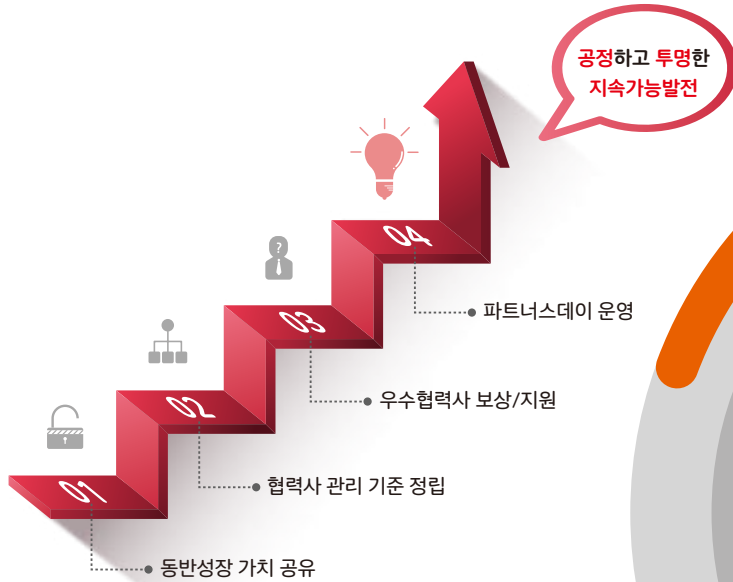 공정하고 투명한
지속가능발전
04
파트너스데이 운영
?
03
우수협력사 보상/지원
02
협력사 관리 기준 정립
01
동반성장 가치 공유